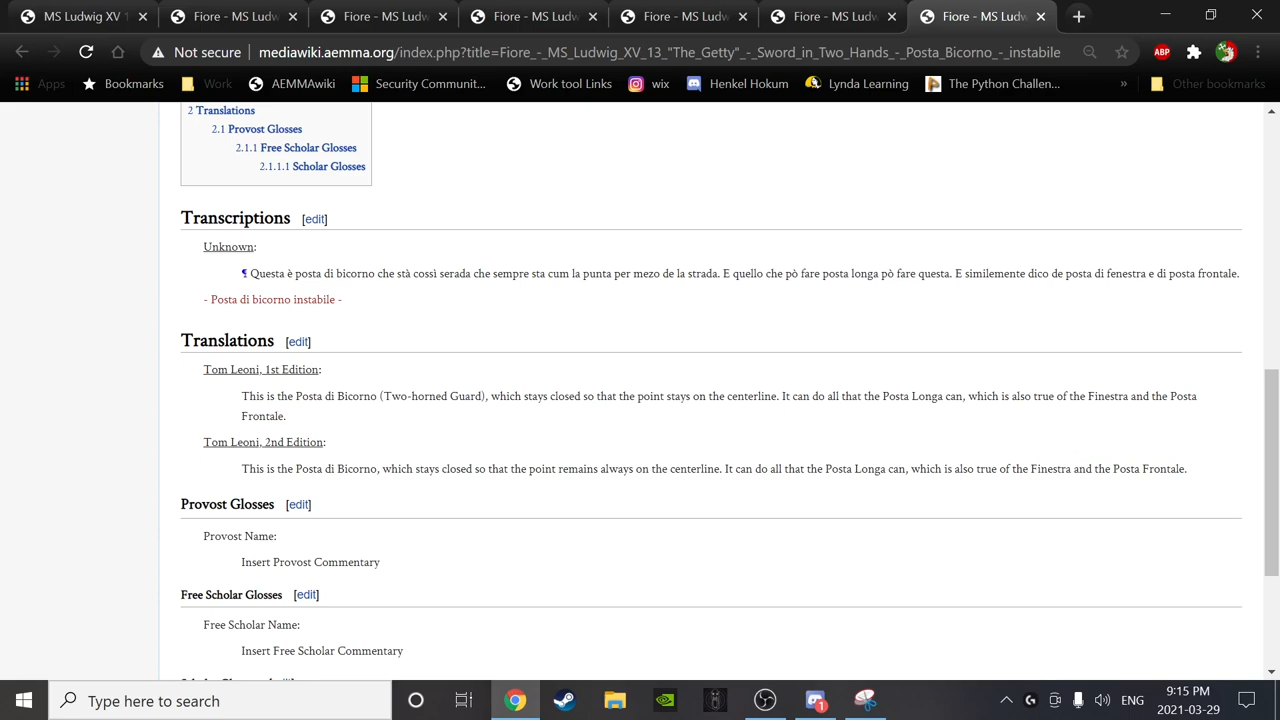 MS Ludwig XV 1
Fiore - MS Ludw
Fiore - MS Ludw
Fiore - MS Ludw
Fiore - MS Ludw
Fiore - MS Ludw
Fiore - MS Ludw
Not secure
mediawiki.aemma.org/index.php?title=Fiore_-_MS_Ludwig_XV_13_"The_Getty"_-_Sword_in_Two_Hands_-_Posta_Bicorno_-_instabile
ABP
Apps
Bookmarks
Work
AEMMAwiki
Security Communit...
Work tool Links
wix
Henkel Hokum
Lynda Learning
The Python Challen...
»
Other bookmarks
2 Translations
2.1 Provost Glosses
2.1.1 Free Scholar Glosses
2.1.1.1 Scholar Glosses
Transcriptions [edit]
Unknown:
¶ Questa è posta di bicorno che stà cossì serada che sempre sta cum la punta per mezo de la strada. E quello che pò fare posta longa pò fare questa. E similemente dico de posta di fenestra e di posta frontale.
- Posta di bicorno instabile -
Translations [edit]
Tom Leoni, 1st Edition:
This is the Posta di Bicorno (Two-horned Guard), which stays closed so that the point stays on the centerline. It can do all that the Posta Longa can, which is also true of the Finestra and the Posta
Frontale.
Tom Leoni, 2nd Edition:
This is the Posta di Bicorno, which stays closed so that the point remains always on the centerline. It can do all that the Posta Longa can, which is also true of the Finestra and the Posta Frontale.
Provost Glosses [edit]
Provost Name:
Insert Provost Commentary
Free Scholar Glosses [edit]
Free Scholar Name:
Insert Free Scholar Commentary
Type here to search
1
ENG
9:15 PM
2021-03-29